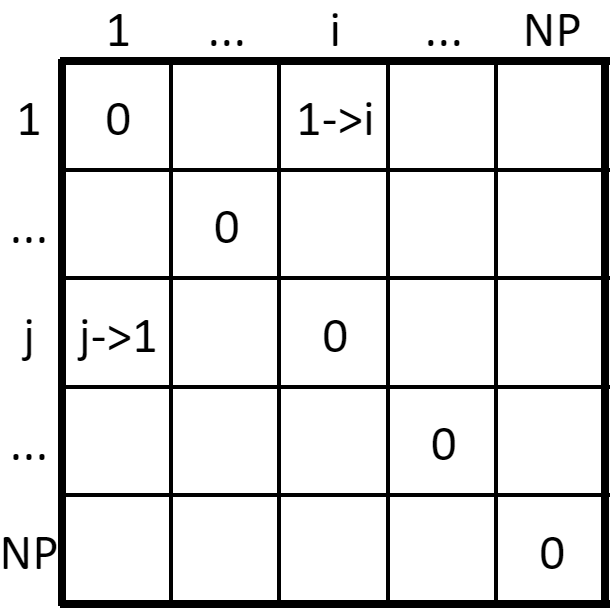 1 ... i ... NP
1 0 1->i
... 0
j j->1 0
... 0
NP 0